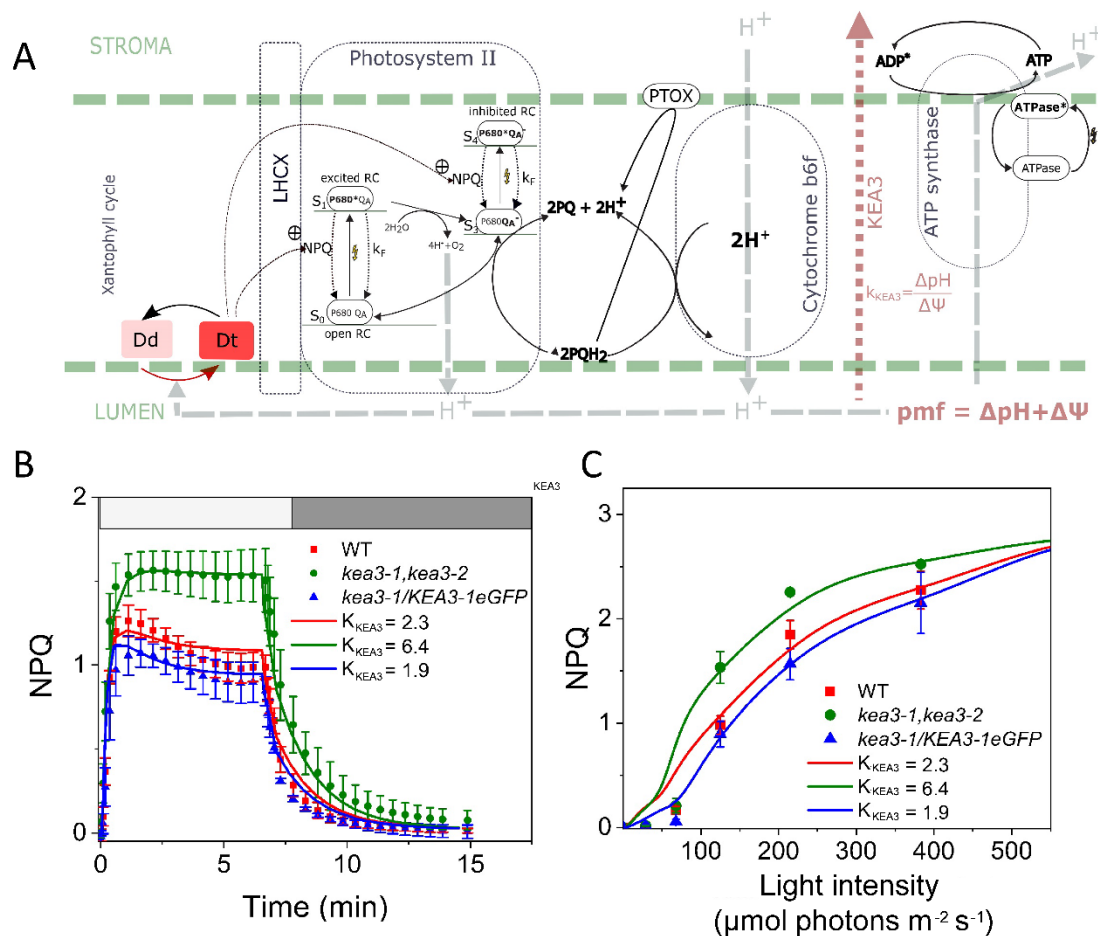 A
STROMA
Photosystem II
LHCX
Xantophyll cycle
inhibited RC
S4 P680*QA-
NPQ
kF
⊕
excited RC
S1 P680*QA
S3 P680QA-
2H2O
4H++O2
⊕
NPQ
kF
S0 P680 QA
open RC
Dd
Dt
PTOX
2PQ + 2H+
2PQH2
H+
2H+
Cytochrome b6f
KEA3
kKEA3=ΔpH/ΔΨ
ADP*
ATP
H+
ATP synthase
ATPase*
ATPase
LUMEN
H+
H+
pmf = ΔpH+ΔΨ
B
KEA3
2
1
0
NPQ
WT
kea3-1,kea3-2
kea3-1/KEA3-1eGFP
KKEA3 = 2.3
KKEA3 = 6.4
KKEA3 = 1.9
0 5 10 15
Time (min)
C
3
2
1
0
NPQ
WT
kea3-1,kea3-2
kea3-1/KEA3-1eGFP
KKEA3 = 2.3
KKEA3 = 6.4
KKEA3 = 1.9
100 200 300 400 500
Light intensity
(µmol photons m-2 s-1)